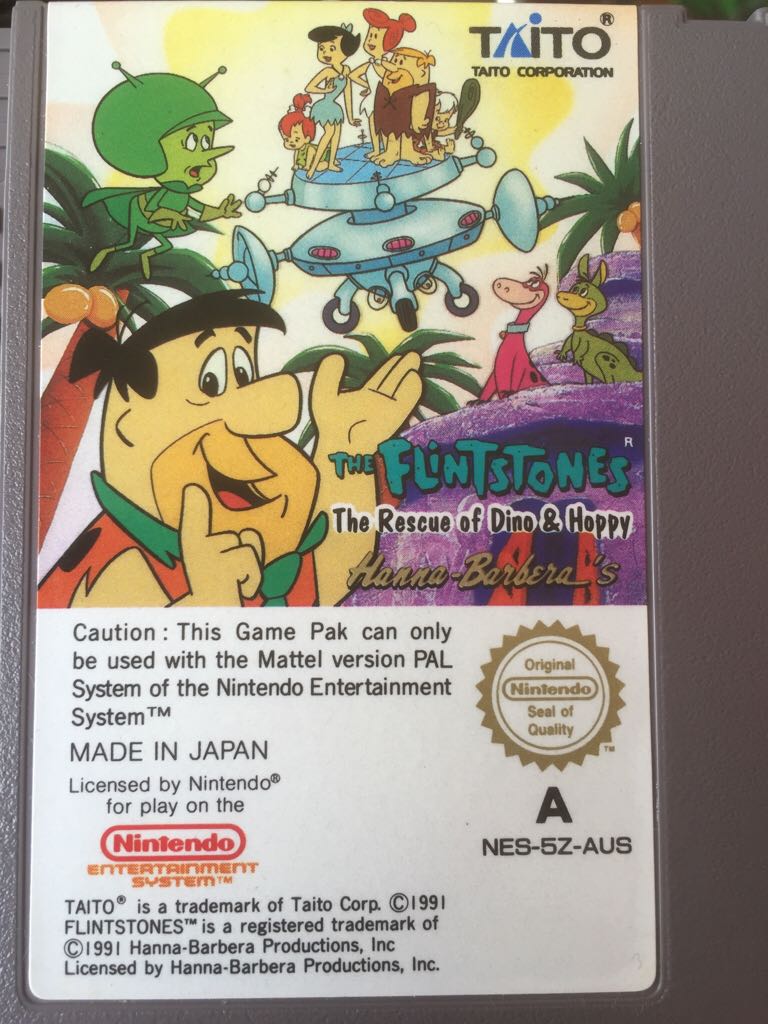 TAITO®
TAITO CORPORATION
THE FLINTSTONES R
The Rescue of Dino & Hoppy
Hanna-Barbera's
Caution : This Game Pak can only
be used with the Mattel version PAL
System of the Nintendo Entertainment
System™
MADE IN JAPAN
Licensed by Nintendo®
for play on the
Nintendo
ENTERTAINMENT
SYSTEM™
Original
Nintendo
Seal of
Quality
TM
A
NES-5Z-AUS
TAITO® is a trademark of Taito Corp. ©1991
FLINTSTONES™ is a registered trademark of
©1991 Hanna-Barbera Productions, Inc
Licensed by Hanna-Barbera Productions, Inc.